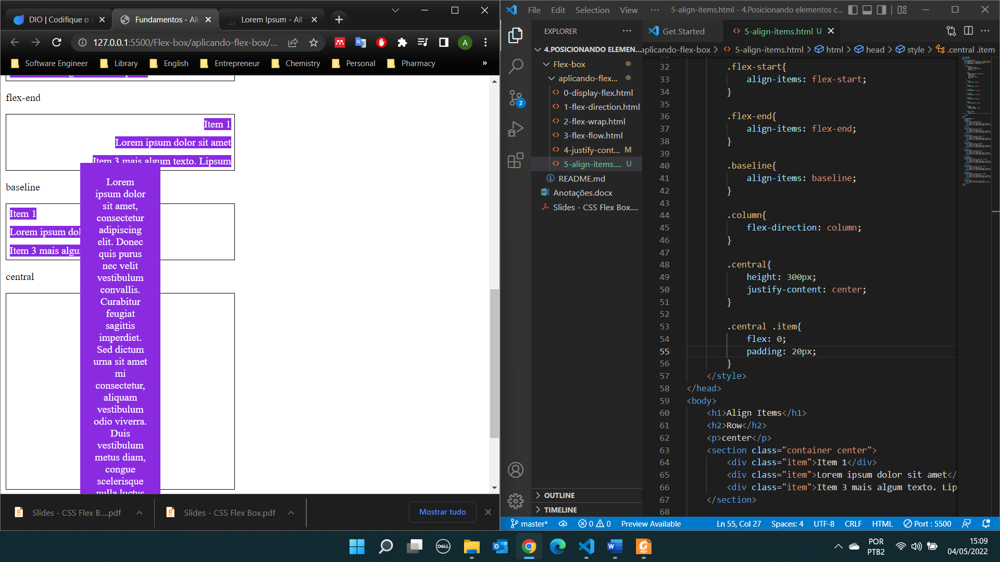 DIO | Codifique o s
Fundamentos - Ali
Lorem Ipsum - All
127.0.0.1:5500/Flex-box/aplicando-flex-box/...
A
Software Engineer
Library
English
Entrepreneur
Chemistry
Personal
Pharmacy
»
flex-end
Item 1
Lorem ipsum dolor sit amet
Item 3 mais algum texto. Lipsum
baseline
Item 1
Lorem ipsum dol
Item 3 mais algu
central
Lorem
ipsum dolor
sit amet,
consectetur
adipiscing
elit. Donec
quis purus
nec velit
vestibulum
convallis.
Curabitur
feugiat
sagittis
imperdiet.
Sed dictum
urna sit amet
mi
consectetur,
aliquam
vestibulum
odio viverra.
Duis
vestibulum
metus diam,
congue
scelerisque
nulla luctus
Slides - CSS Flex B....pdf
Slides - CSS Flex Box.pdf
Mostrar tudo
File Edit Selection View ··· 5-align-items.html - 4.Posicionando elementos c...
EXPLORER
4.POSICIONANDO ELEMEN...
Flex-box
aplicando-flex...
0-display-flex.html
1-flex-direction.html
2-flex-wrap.html
3-flex-flow.html
4-justify-cont... M
5-align-items.... U
README.md
Anotações.docx
Slides - CSS Flex Box....
OUTLINE
TIMELINE
2
Get Started
5-align-items.html U
aplicando-flex-box > 5-align-items.html > html > head > style > .central .item
32 .flex-start{
33 align-items: flex-start;
34 }
35
36 .flex-end{
37 align-items: flex-end;
38 }
39
40 .baseline{
41 align-items: baseline;
42 }
43
44 .column{
45 flex-direction: column;
46 }
47
48 .central{
49 height: 300px;
50 justify-content: center;
51 }
52
53 .central .item{
54 flex: 0;
55 padding: 20px;
56 }
57 </style>
58 </head>
59 <body>
60 <h1>Align Items</h1>
61 <h2>Row</h2>
62 <p>center</p>
63 <section class="container center">
64 <div class="item">Item 1</div>
65 <div class="item">Lorem ipsum dolor sit amet</
66 <div class="item">Item 3 mais algum texto. Lip
67 </section>
68
master* 0 0 Preview Available Ln 55, Col 27 Spaces: 4 UTF-8 CRLF HTML Port : 5500
DELL
PDF
POR
PTB2
15:09
04/05/2022